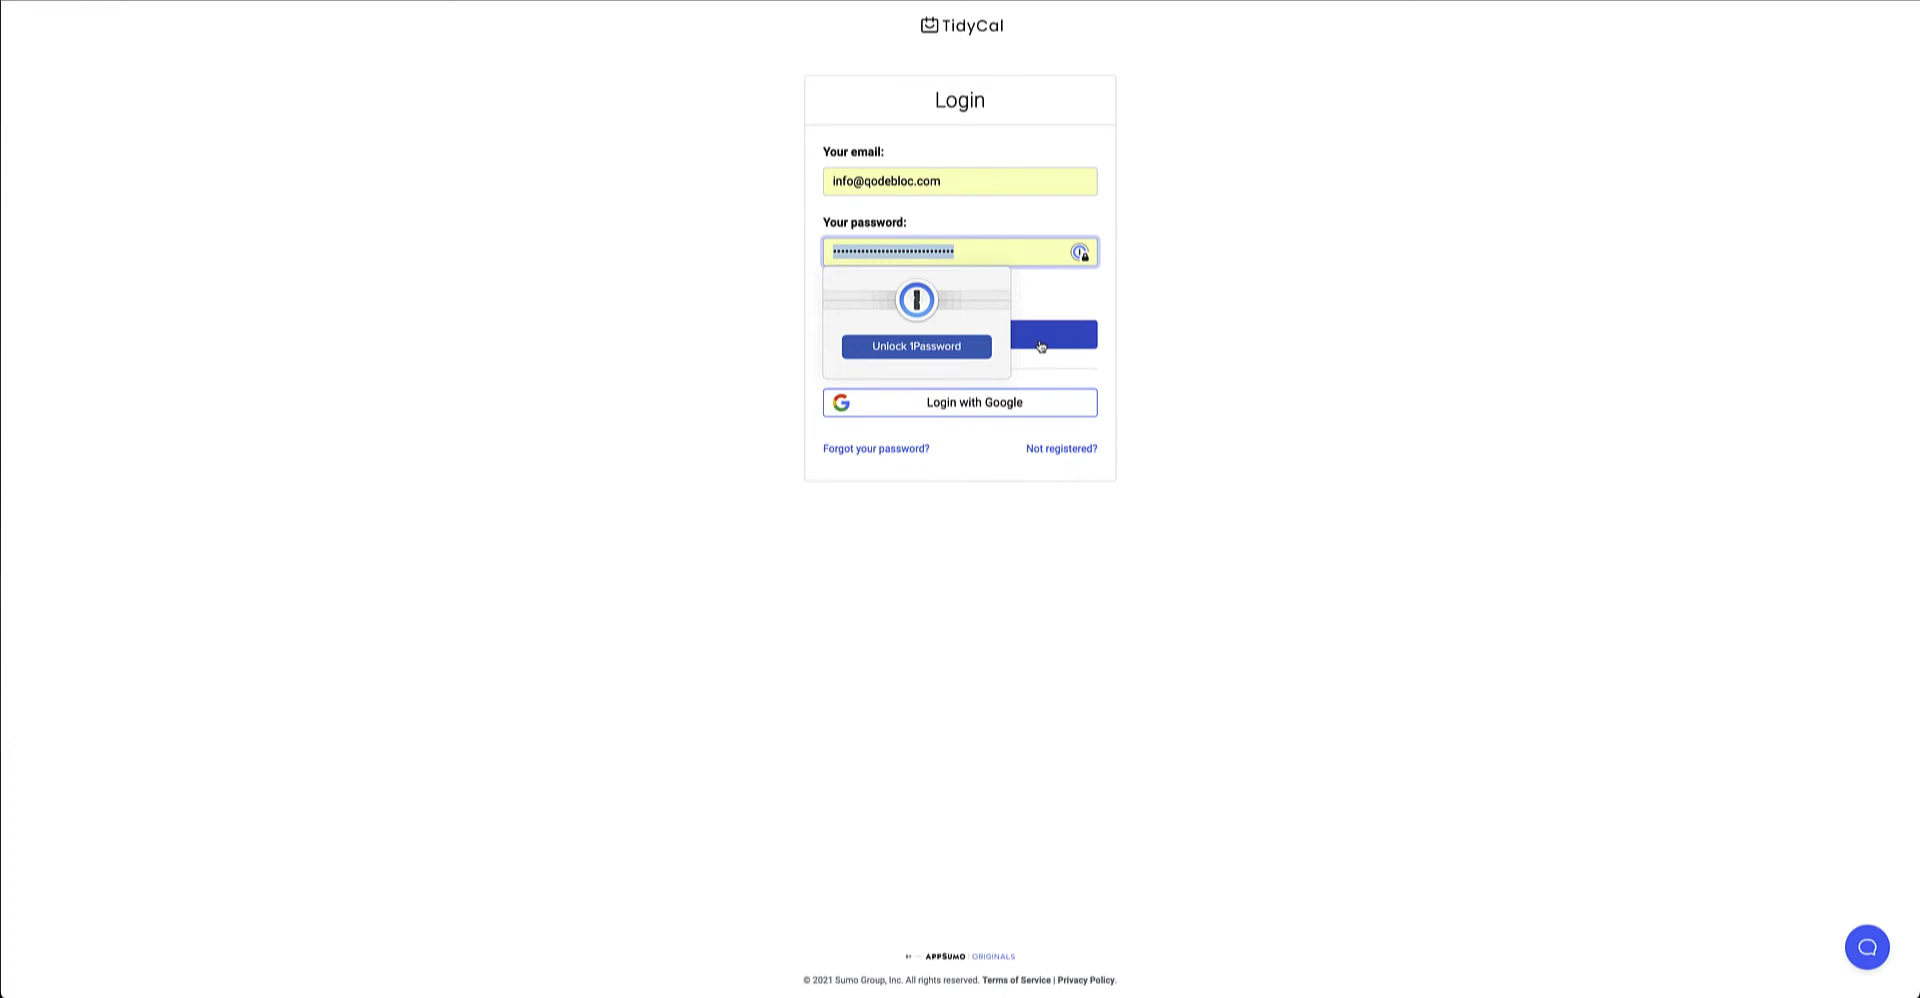 TidyCal
Login
Your email:
info@qodebloc.com
Your password:
••••••••••••••••••••••••••••••
Unlock 1Password
Login with Google
Forgot your password?
Not registered?
BY — APPSUMO | ORIGINALS
© 2021 Sumo Group, Inc. All rights reserved. Terms of Service | Privacy Policy.